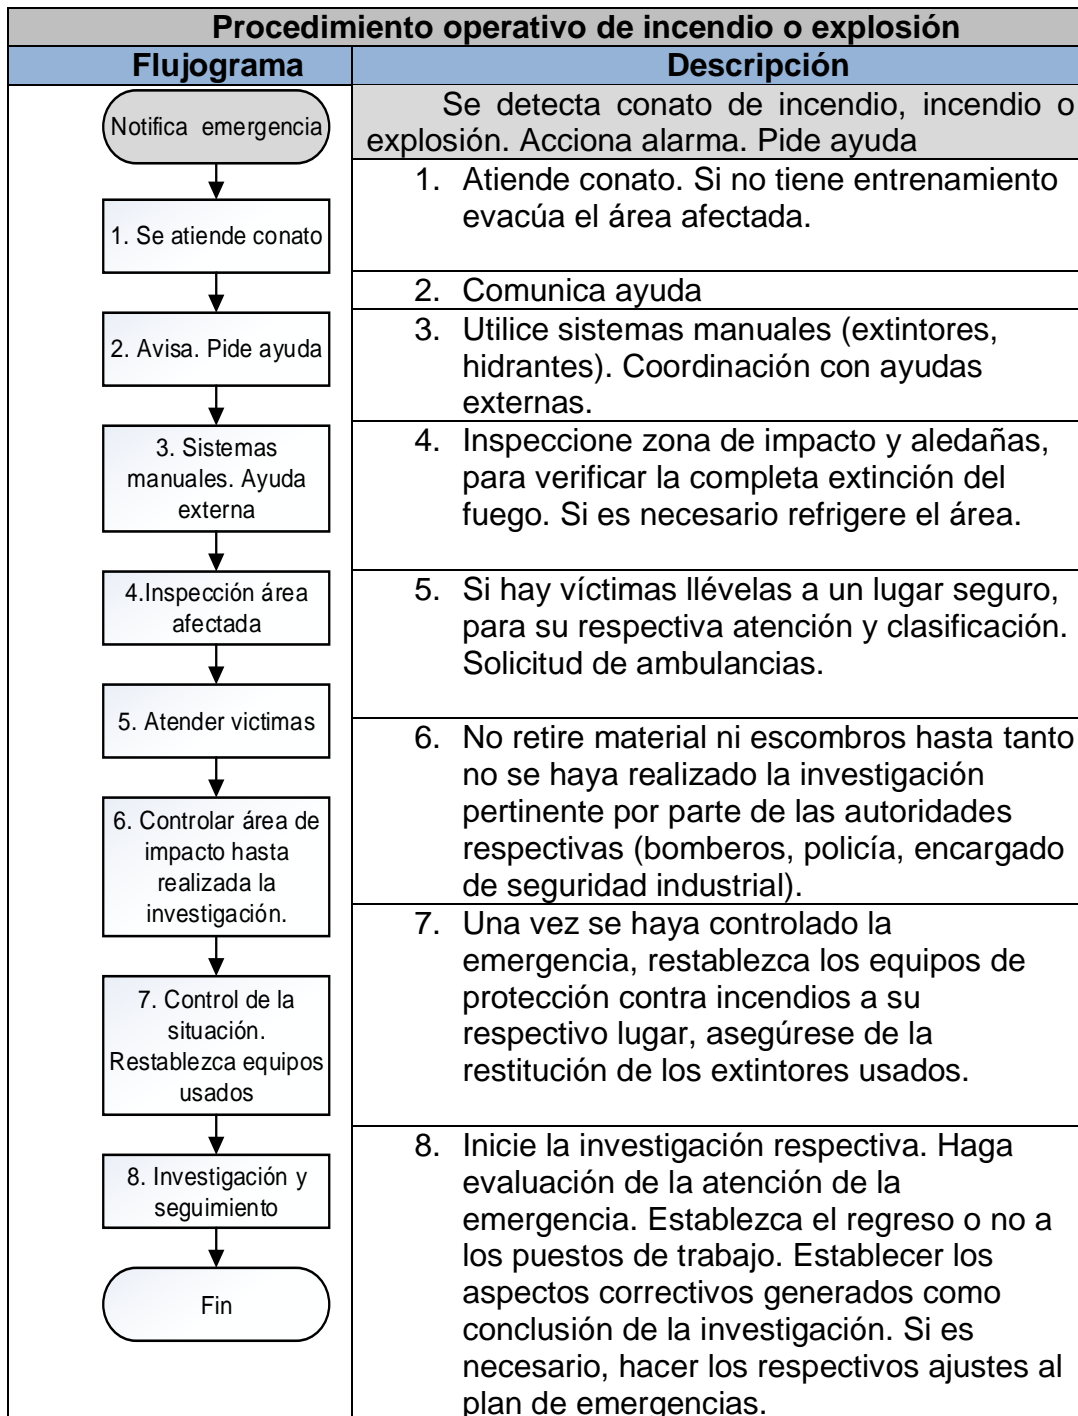 Procedimiento operativo de incendio o explosión
Flujograma
Descripción
Notifica emergencia
Se detecta conato de incendio, incendio o
explosión. Acciona alarma. Pide ayuda
1. Se atiende conato
1. Atiende conato. Si no tiene entrenamiento
evacúa el área afectada.
2. Avisa. Pide ayuda
2. Comunica ayuda
3. Sistemas
manuales. Ayuda
externa
3. Utilice sistemas manuales (extintores,
hidrantes). Coordinación con ayudas
externas.
4.Inspección área
afectada
4. Inspeccione zona de impacto y aledañas,
para verificar la completa extinción del
fuego. Si es necesario refrigere el área.
5. Atender victimas
5. Si hay víctimas llévelas a un lugar seguro,
para su respectiva atención y clasificación.
Solicitud de ambulancias.
6. Controlar área de
impacto hasta
realizada la
investigación.
6. No retire material ni escombros hasta tanto
no se haya realizado la investigación
pertinente por parte de las autoridades
respectivas (bomberos, policía, encargado
de seguridad industrial).
7. Control de la
situación.
Restablezca equipos
usados
7. Una vez se haya controlado la
emergencia, restablezca los equipos de
protección contra incendios a su
respectivo lugar, asegúrese de la
restitución de los extintores usados.
8. Investigación y
seguimiento
Fin
8. Inicie la investigación respectiva. Haga
evaluación de la atención de la
emergencia. Establezca el regreso o no a
los puestos de trabajo. Establecer los
aspectos correctivos generados como
conclusión de la investigación. Si es
necesario, hacer los respectivos ajustes al
plan de emergencias.